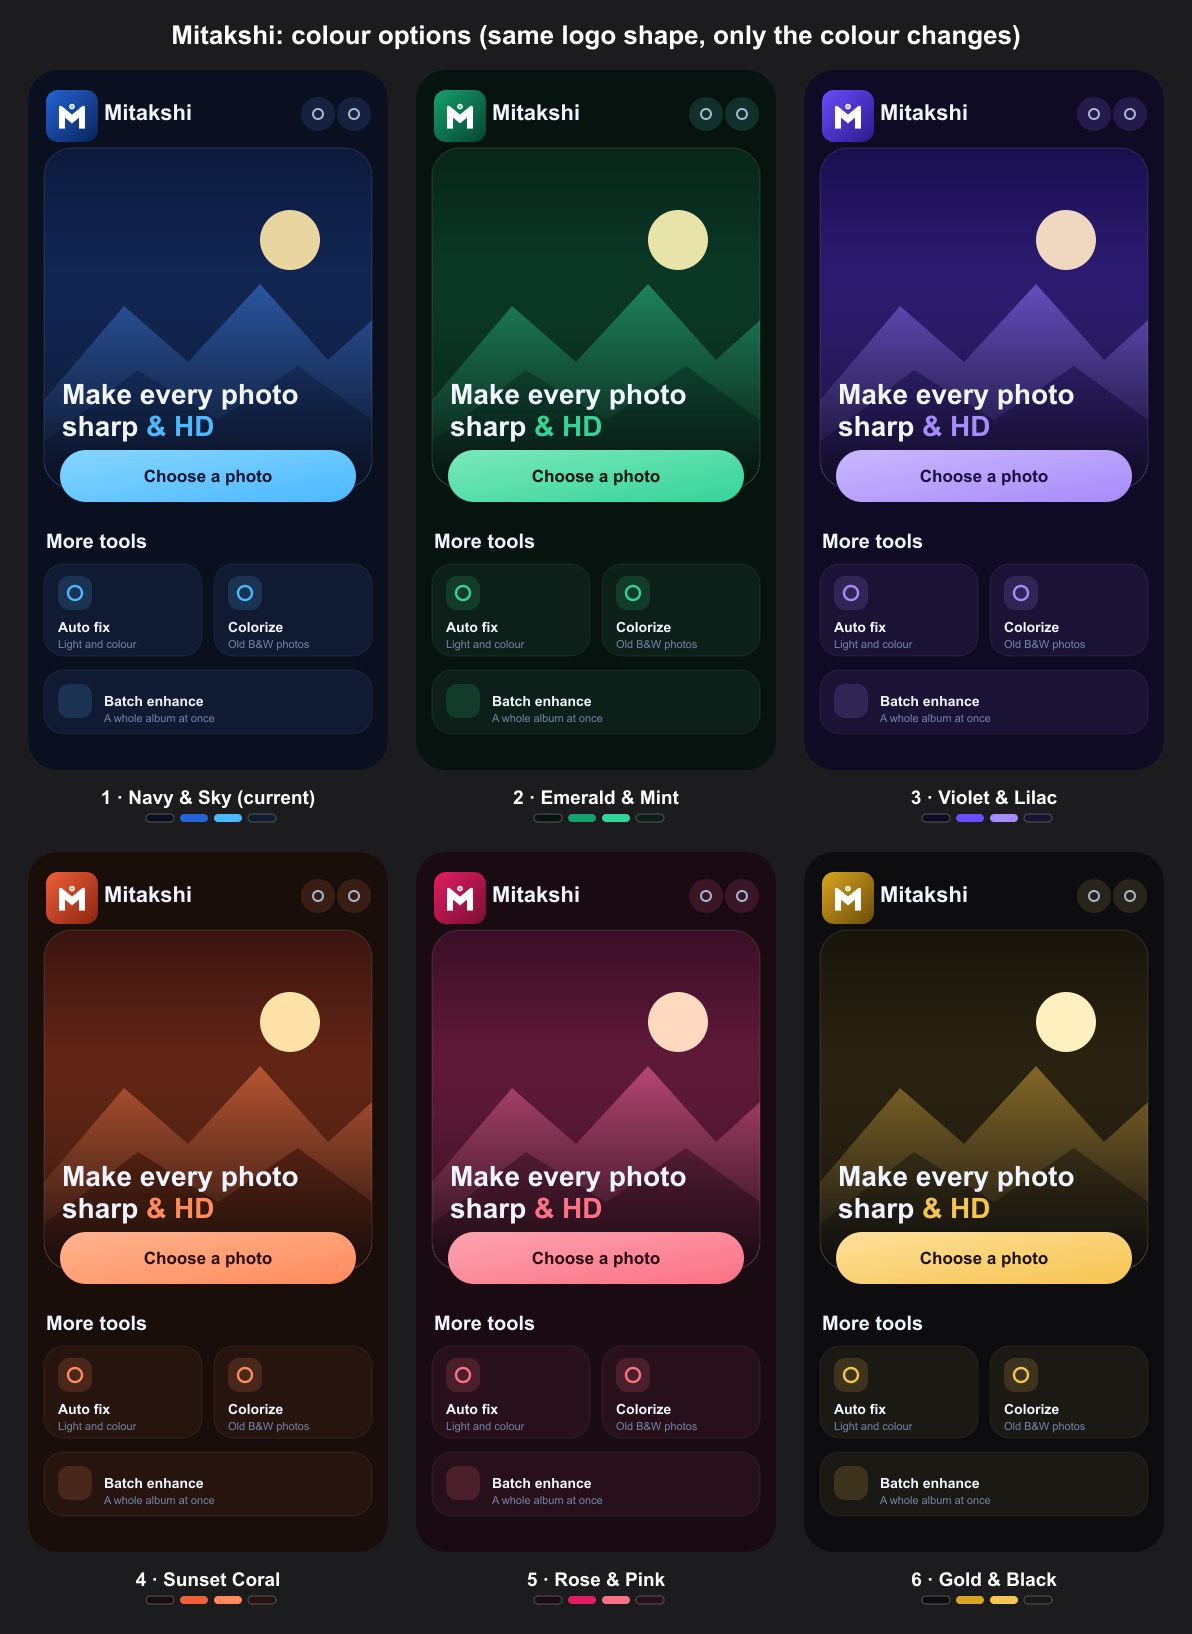 Mitakshi: colour options (same logo shape, only the colour changes)
Mitakshi
Make every photo
sharp & HD
Choose a photo
More tools
Auto fix
Light and colour
Colorize
Old B&W photos
Batch enhance
A whole album at once
1 · Navy & Sky (current)
Mitakshi
Make every photo
sharp & HD
Choose a photo
More tools
Auto fix
Light and colour
Colorize
Old B&W photos
Batch enhance
A whole album at once
2 · Emerald & Mint
Mitakshi
Make every photo
sharp & HD
Choose a photo
More tools
Auto fix
Light and colour
Colorize
Old B&W photos
Batch enhance
A whole album at once
3 · Violet & Lilac
Mitakshi
Make every photo
sharp & HD
Choose a photo
More tools
Auto fix
Light and colour
Colorize
Old B&W photos
Batch enhance
A whole album at once
4 · Sunset Coral
Mitakshi
Make every photo
sharp & HD
Choose a photo
More tools
Auto fix
Light and colour
Colorize
Old B&W photos
Batch enhance
A whole album at once
5 · Rose & Pink
Mitakshi
Make every photo
sharp & HD
Choose a photo
More tools
Auto fix
Light and colour
Colorize
Old B&W photos
Batch enhance
A whole album at once
6 · Gold & Black